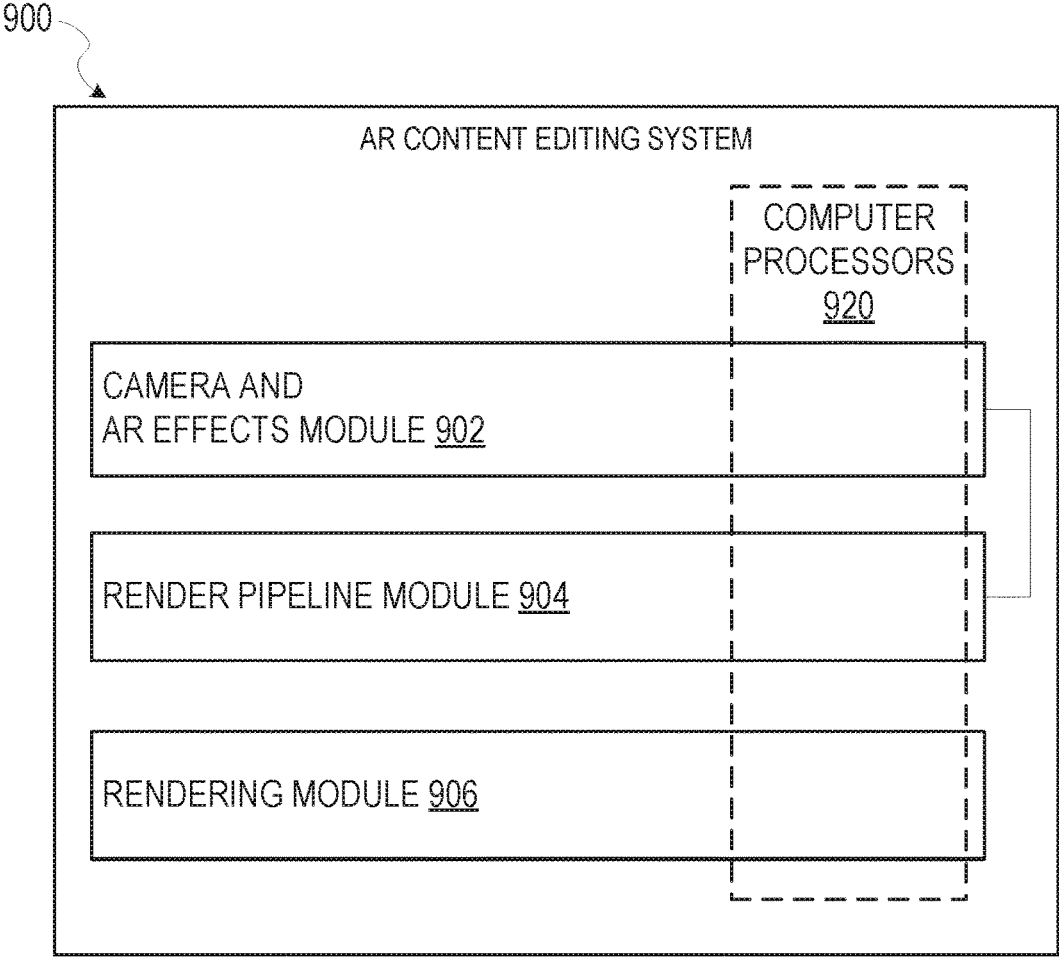 900
AR CONTENT EDITING SYSTEM
COMPUTER
PROCESSORS
920
CAMERA AND
AR EFFECTS MODULE 902
RENDER PIPELINE MODULE 904
RENDERING MODULE 906